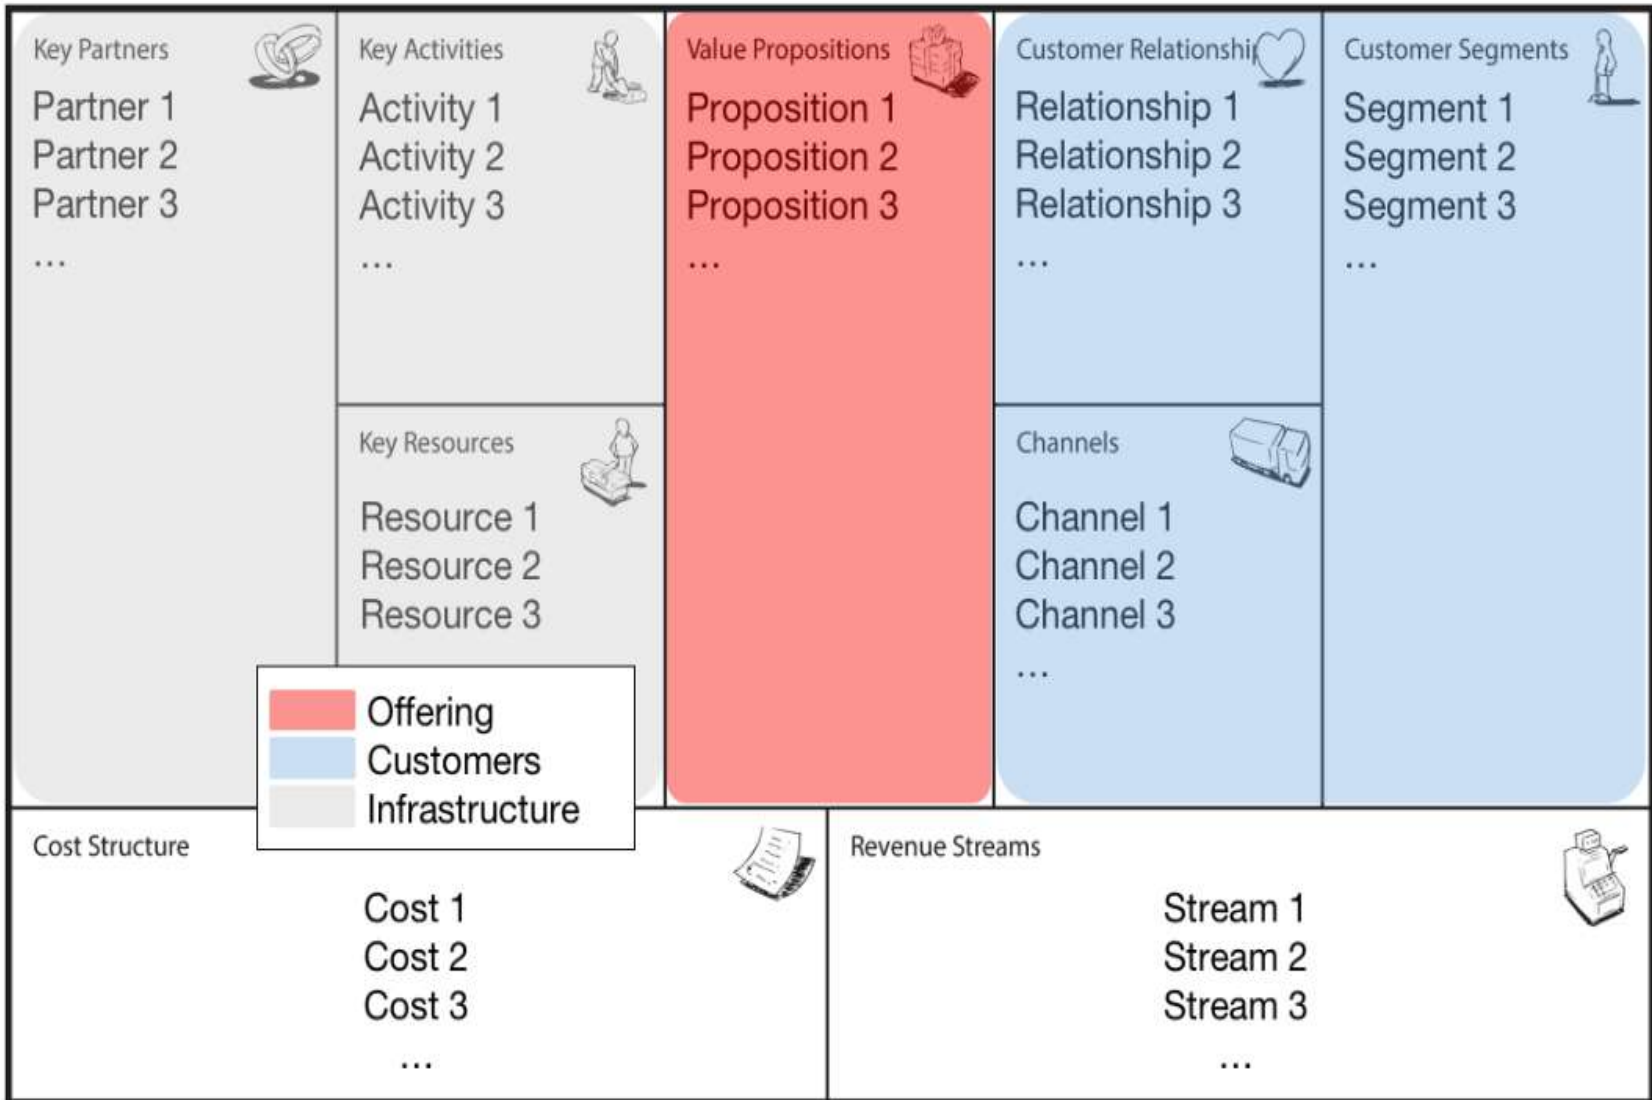 Key Partners
Partner 1
Partner 2
Partner 3
...
Key Activities
Activity 1
Activity 2
Activity 3
...
Key Resources
Resource 1
Resource 2
Resource 3
Value Propositions
Proposition 1
Proposition 2
Proposition 3
...
Customer Relationshi
Relationship 1
Relationship 2
Relationship 3
...
Channels
Channel 1
Channel 2
Channel 3
...
Customer Segments
Segment 1
Segment 2
Segment 3
...
Offering
Customers
Infrastructure
Cost Structure
Cost 1
Cost 2
Cost 3
...
Revenue Streams
Stream 1
Stream 2
Stream 3
...